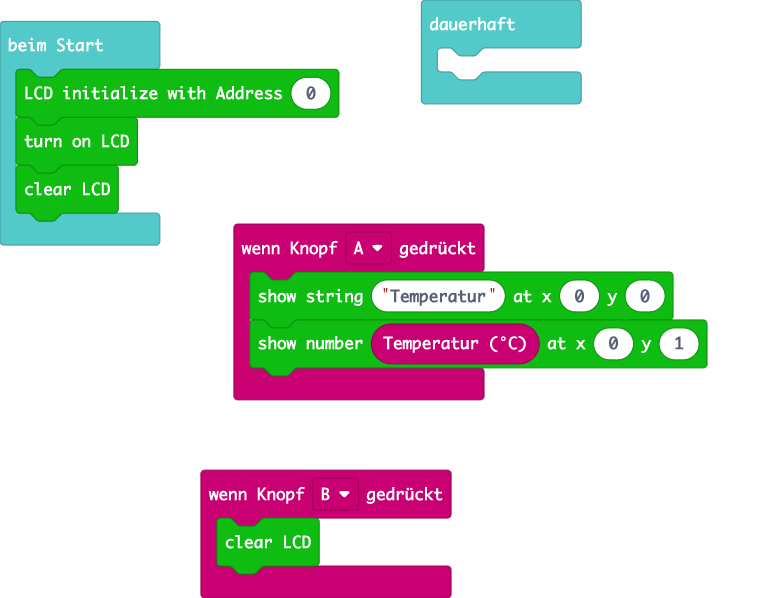 beim Start
LCD initialize with Address 0
turn on LCD
clear LCD
dauerhaft
wenn Knopf A gedrückt
show string "Temperatur" at x 0 y 0
show number Temperatur (°C) at x 0 y 1
wenn Knopf B gedrückt
clear LCD